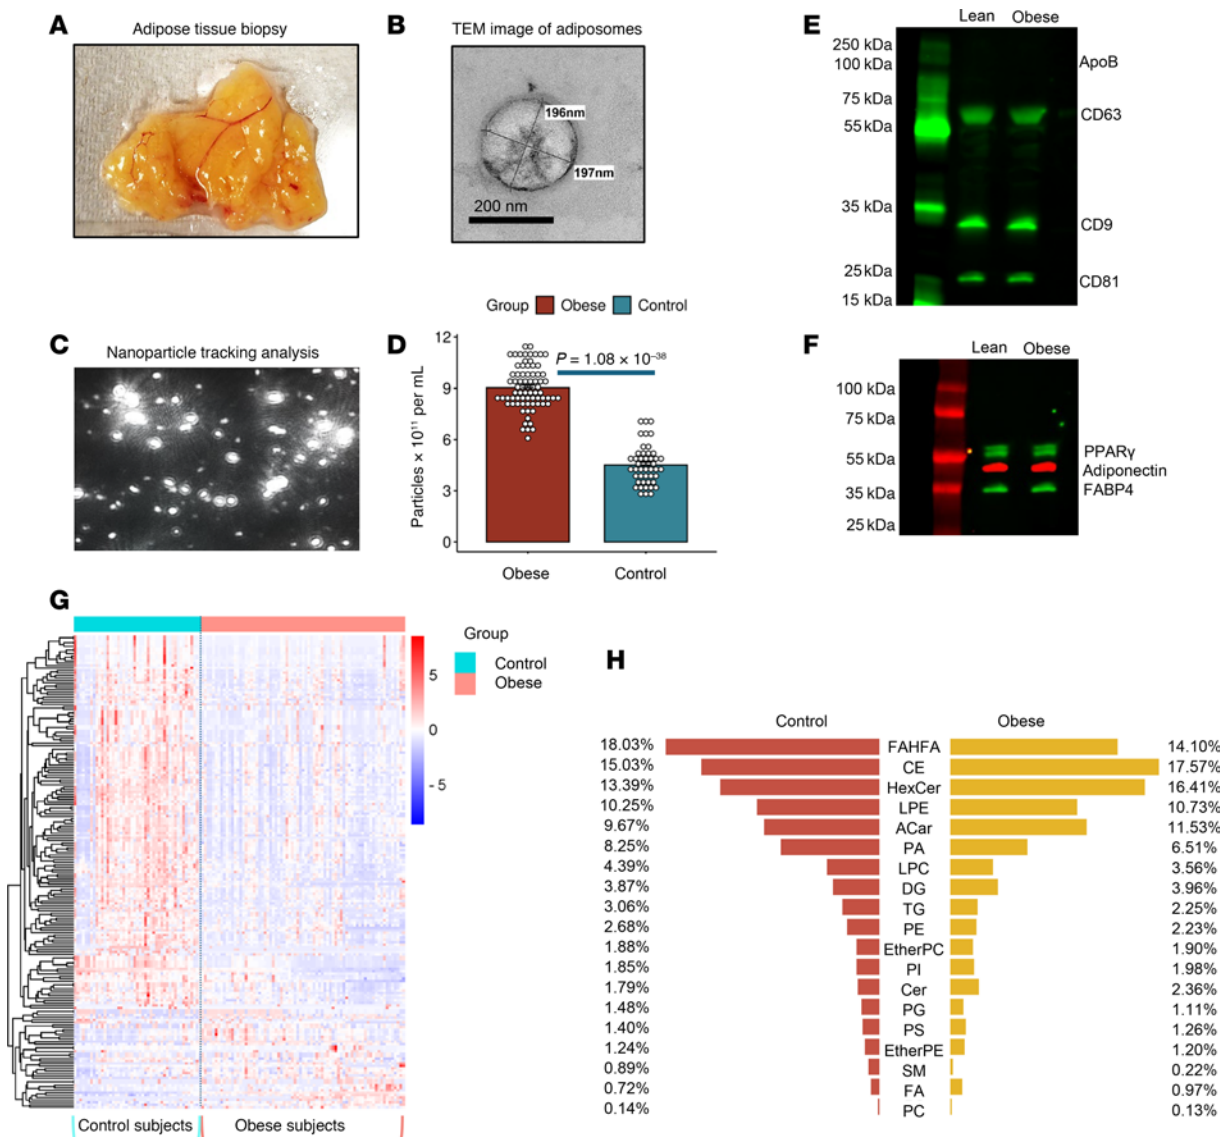 A
Adipose tissue biopsy
B
TEM image of adiposomes
196nm
197nm
200 nm
C
Nanoparticle tracking analysis
Group Obese Control
D
12
9
6
3
0
Particles × 10¹¹ per mL
P = 1.08 × 10⁻³⁸
Obese Control
E
Lean Obese
250 kDa
100 kDa
75 kDa
55 kDa
35 kDa
25 kDa
15 kDa
ApoB
CD63
CD9
CD81
F
Lean Obese
100 kDa
75 kDa
55 kDa
35 kDa
25 kDa
PPARγ
Adiponectin
FABP4
G
5
0
- 5
Group
Control
Obese
Control subjects Obese subjects
H
Control Obese
18.03% FAHFA 14.10%
15.03% CE 17.57%
13.39% HexCer 16.41%
10.25% LPE 10.73%
9.67% ACar 11.53%
8.25% PA 6.51%
4.39% LPC 3.56%
3.87% DG 3.96%
3.06% TG 2.25%
2.68% PE 2.23%
1.88% EtherPC 1.90%
1.85% PI 1.98%
1.79% Cer 2.36%
1.48% PG 1.11%
1.40% PS 1.26%
1.24% EtherPE 1.20%
0.89% SM 0.22%
0.72% FA 0.97%
0.14% PC 0.13%